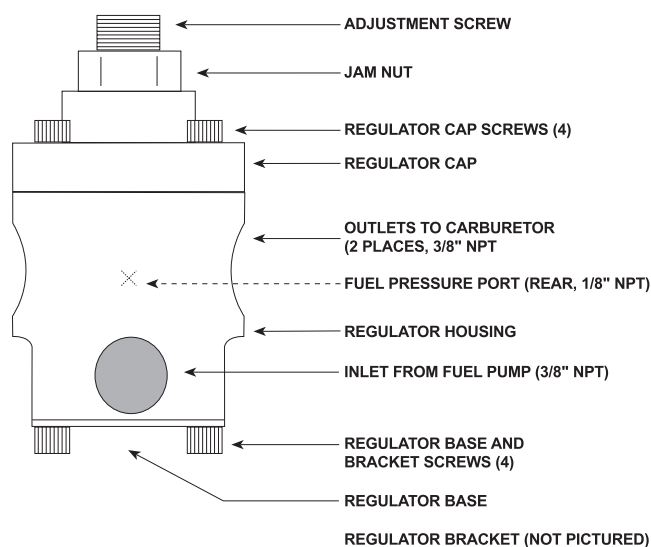 ADJUSTMENT SCREW
JAM NUT
REGULATOR CAP SCREWS (4)
REGULATOR CAP
OUTLETS TO CARBURETOR
(2 PLACES, 3/8" NPT
FUEL PRESSURE PORT (REAR, 1/8" NPT)
REGULATOR HOUSING
INLET FROM FUEL PUMP (3/8" NPT)
REGULATOR BASE AND
BRACKET SCREWS (4)
REGULATOR BASE
REGULATOR BRACKET (NOT PICTURED)